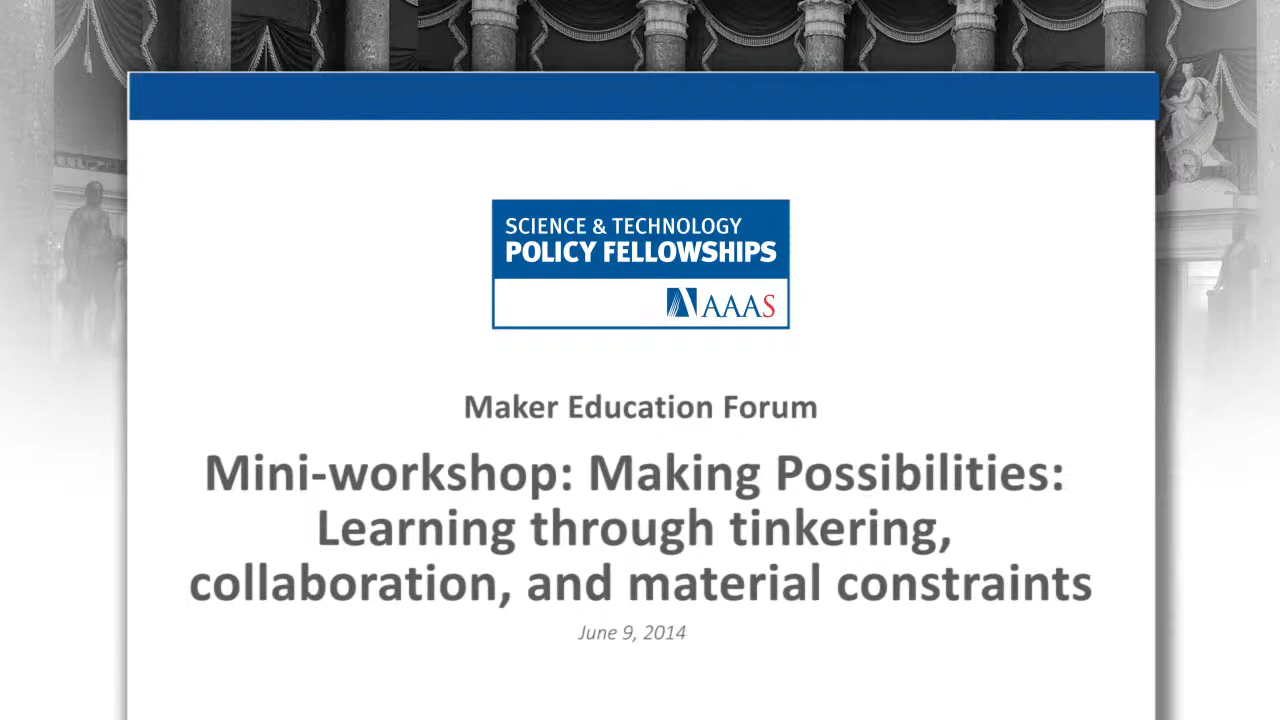 SCIENCE & TECHNOLOGY
POLICY FELLOWSHIPS
AAAS
Maker Education Forum
Mini-workshop: Making Possibilities:
Learning through tinkering,
collaboration, and material constraints
June 9, 2014